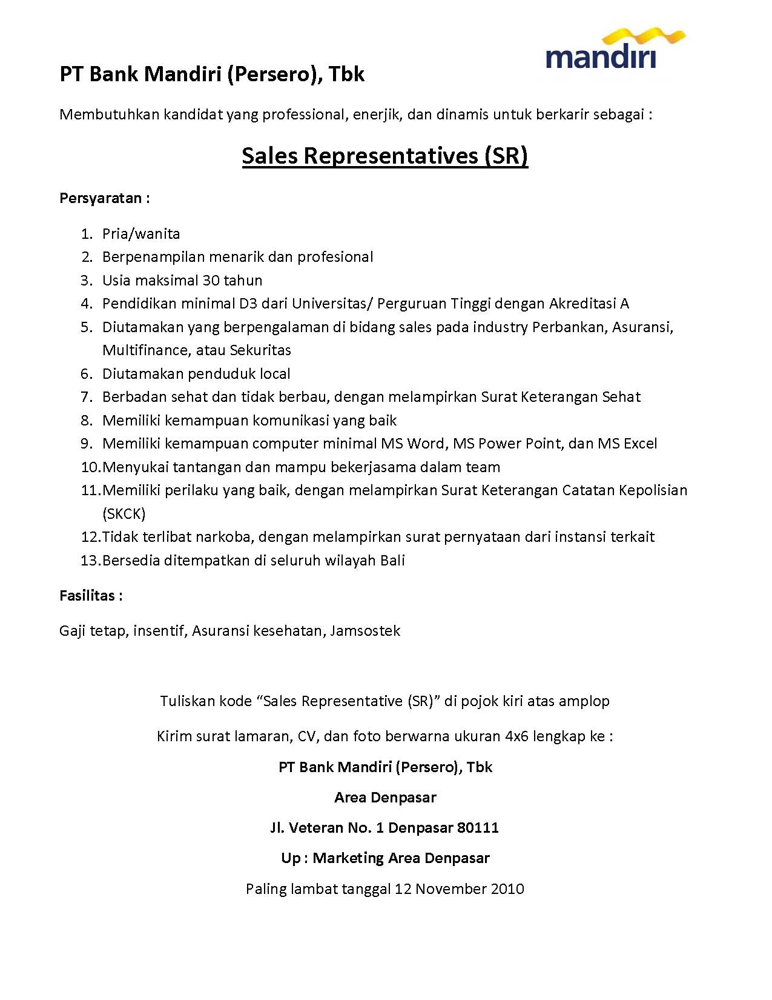 mandiri
PT Bank Mandiri (Persero), Tbk
Membutuhkan kandidat yang professional, enerjik, dan dinamis untuk berkarir sebagai :
Sales Representatives (SR)
Persyaratan :
1. Pria/wanita
2. Berpenampilan menarik dan profesional
3. Usia maksimal 30 tahun
4. Pendidikan minimal D3 dari Universitas/ Perguruan Tinggi dengan Akreditasi A
5. Diutamakan yang berpengalaman di bidang sales pada industry Perbankan, Asuransi,
Multifinance, atau Sekuritas
6. Diutamakan penduduk local
7. Berbadan sehat dan tidak berbau, dengan melampirkan Surat Keterangan Sehat
8. Memiliki kemampuan komunikasi yang baik
9. Memiliki kemampuan computer minimal MS Word, MS Power Point, dan MS Excel
10.Menyukai tantangan dan mampu bekerjasama dalam team
11.Memiliki perilaku yang baik, dengan melampirkan Surat Keterangan Catatan Kepolisian
(SKCK)
12.Tidak terlibat narkoba, dengan melampirkan surat pernyataan dari instansi terkait
13.Bersedia ditempatkan di seluruh wilayah Bali
Fasilitas :
Gaji tetap, insentif, Asuransi kesehatan, Jamsostek
Tuliskan kode “Sales Representative (SR)” di pojok kiri atas amplop
Kirim surat lamaran, CV, dan foto berwarna ukuran 4x6 lengkap ke :
PT Bank Mandiri (Persero), Tbk
Area Denpasar
Jl. Veteran No. 1 Denpasar 80111
Up : Marketing Area Denpasar
Paling lambat tanggal 12 November 2010